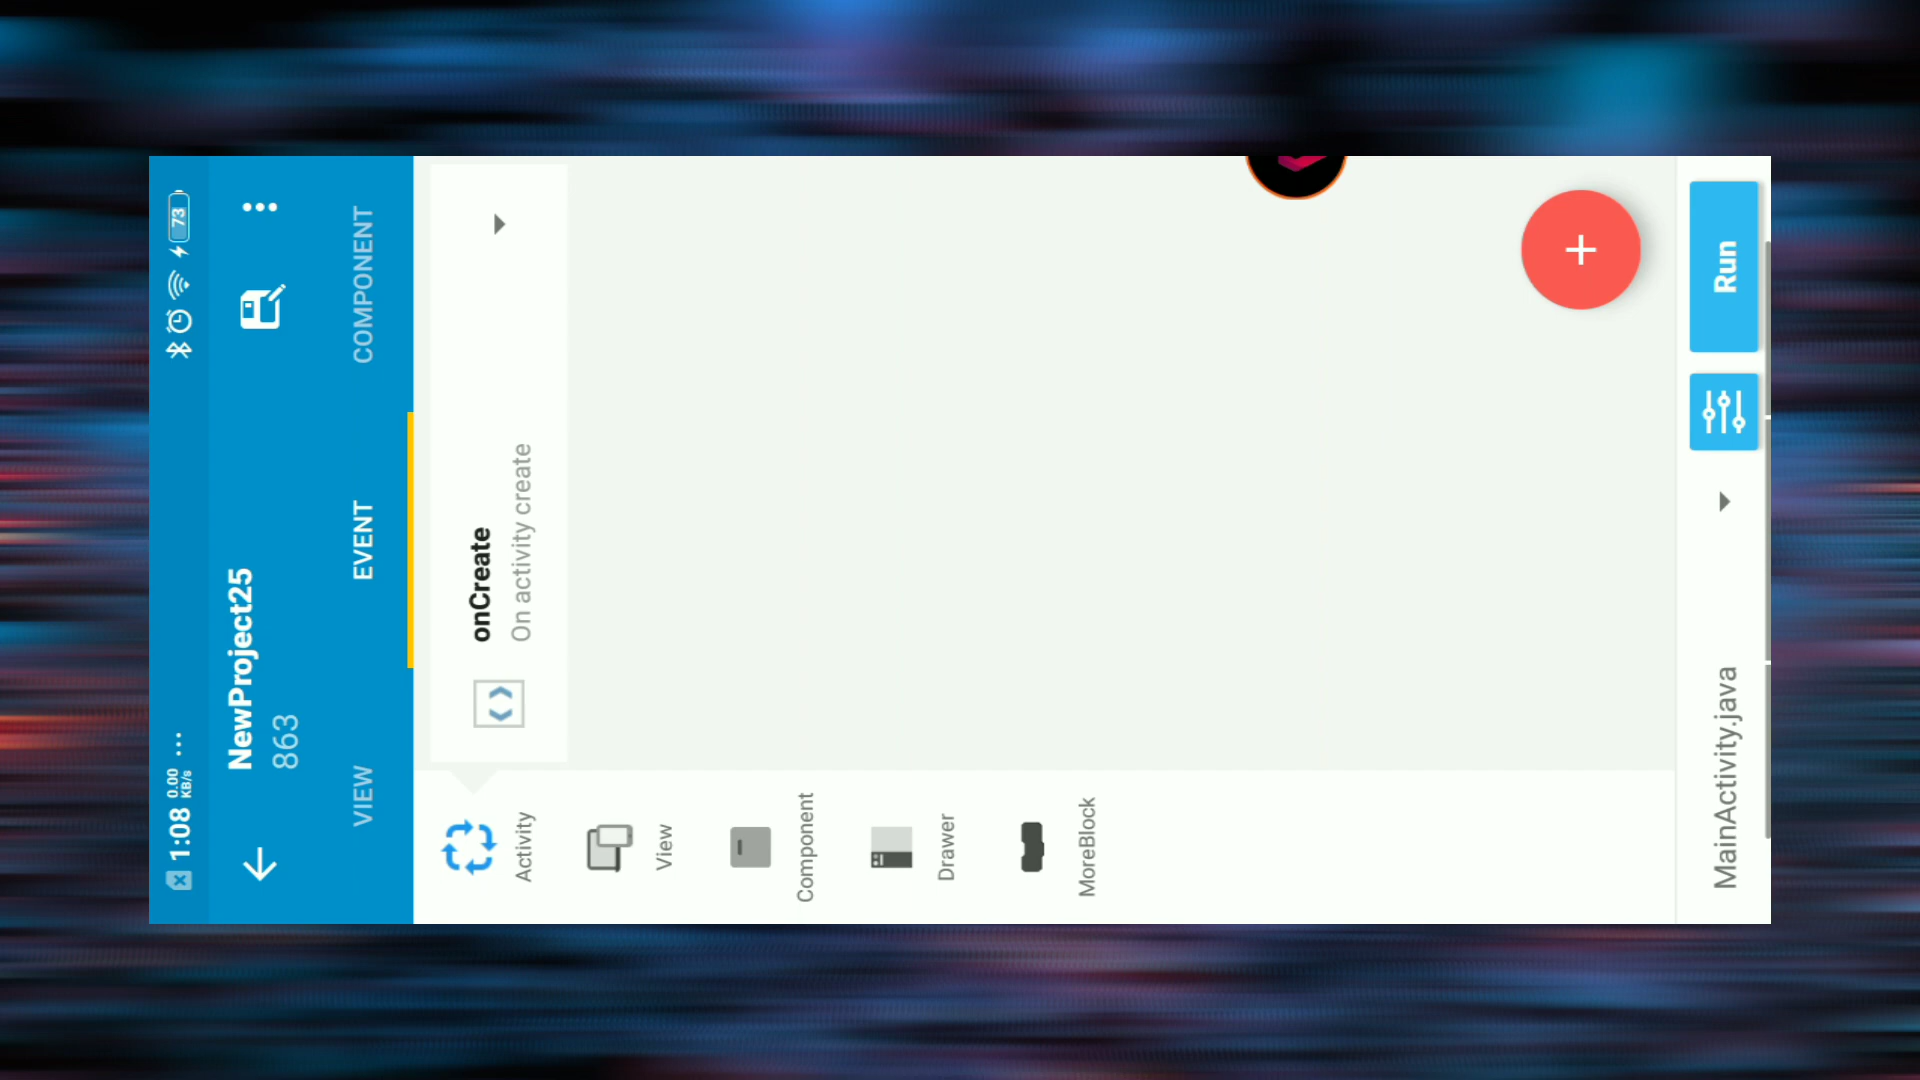 1:08 0.00 KB/s ... 73
NewProject25
863
VIEW EVENT COMPONENT
Activity
onCreate
On activity create
View
Component
Drawer
MoreBlock
MainActivity.java Run